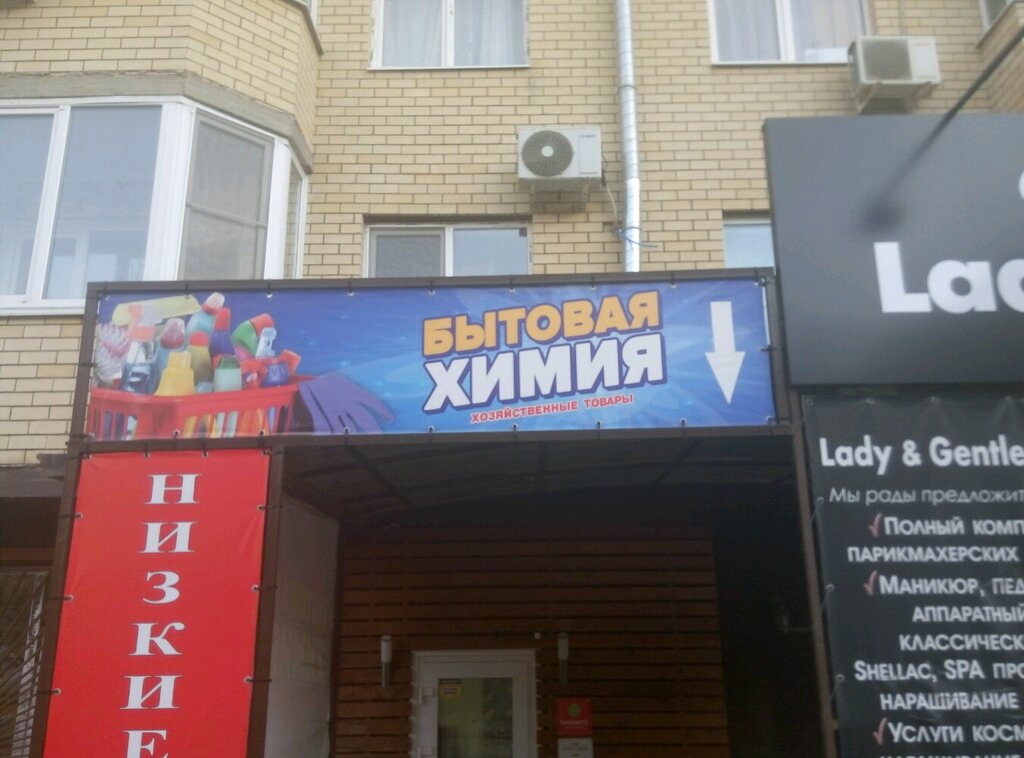 БЫТОВАЯ
ХИМИЯ
ХОЗЯЙСТВЕННЫЕ ТОВАРЫ
НИЗКИЕ
Lad
Lady & Gentle
Мы рады предложит
Полный комп
парикмахерских
Маникюр, пед
аппаратный
классическ
Shellac, SPA про
наращивание
Услуги косм